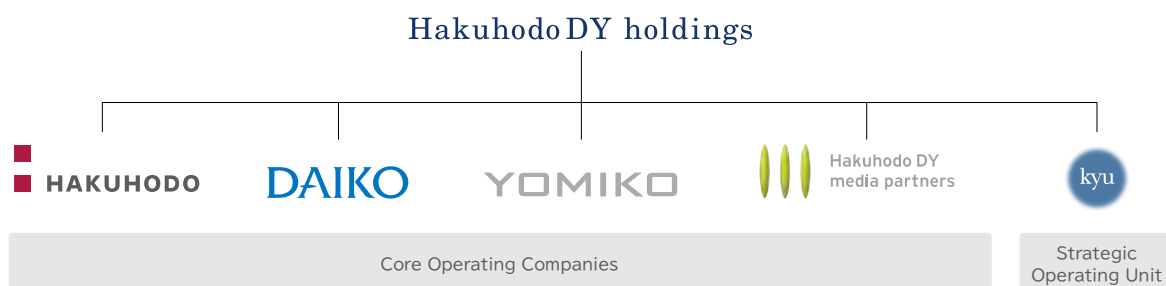 Hakuhodo DY holdings
HAKUHODO
DAIKO
YOMIKO
Hakuhodo DY
media partners
kyu
Core Operating Companies
Strategic
Operating Unit